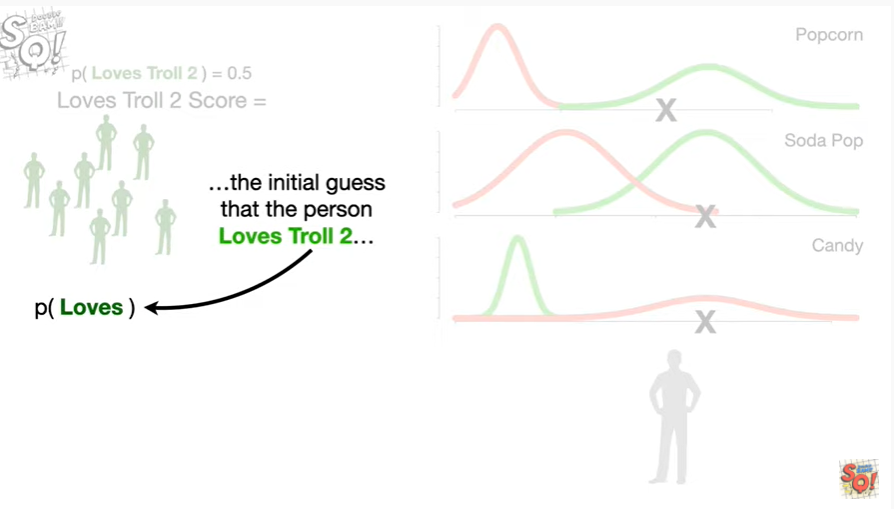 SQ!
p( Loves Troll 2 ) = 0.5
Loves Troll 2 Score =
…the initial guess
that the person
Loves Troll 2…
p( Loves )
Popcorn
X
Soda Pop
X
Candy
X
SQ!